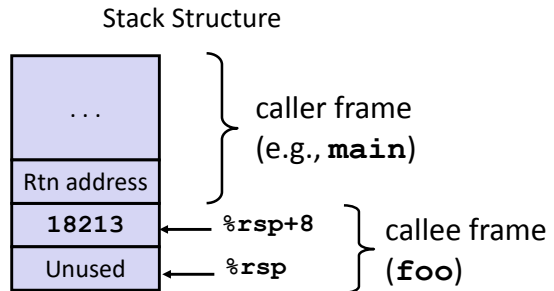 Stack Structure
...
caller frame
(e.g., main)
Rtn address
18213
%rsp+8
callee frame
(foo)
Unused
%rsp